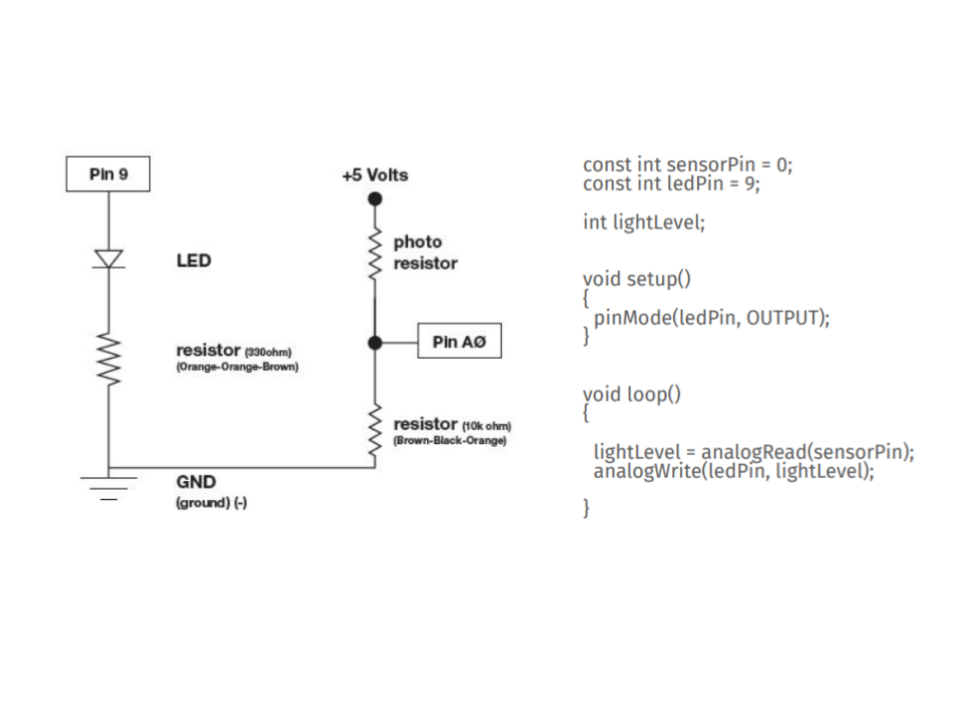 Pin 9
LED
resistor (330ohm)
(Orange-Orange-Brown)
GND
(ground) (-)
+5 Volts
photo
resistor
Pin AØ
resistor (10k ohm)
(Brown-Black-Orange)
const int sensorPin = 0;
const int ledPin = 9;
int lightLevel;
void setup()
{
pinMode(ledPin, OUTPUT);
}
void loop()
{
lightLevel = analogRead(sensorPin);
analogWrite(ledPin, lightLevel);
}